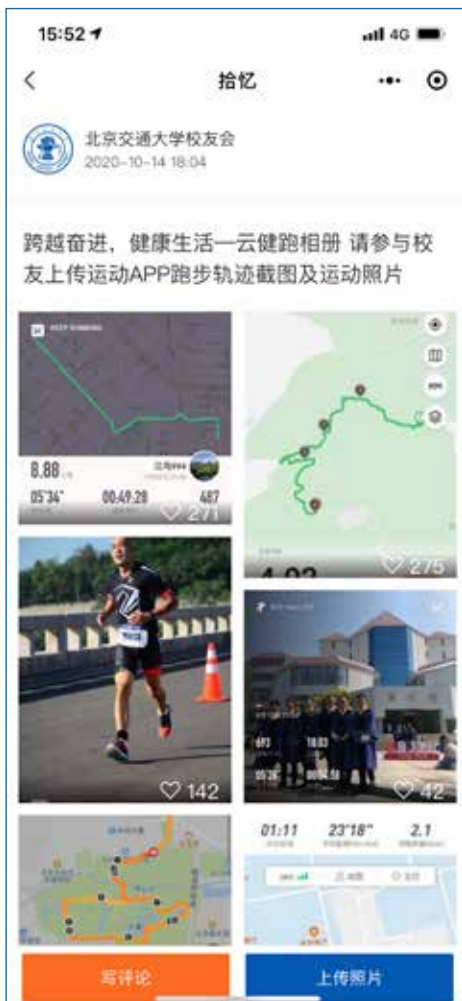 15:52
4G
拾忆
北京交通大学校友会
2020-10-14 18:04
跨越奋进，健康生活—云健跑相册 请参与校
友上传运动APP跑步轨迹截图及运动照片
8.88
05'34"
00:49:28
487
271
275
142
693
18:03
42
01:11
23'18"
2.1
写评论
上传照片